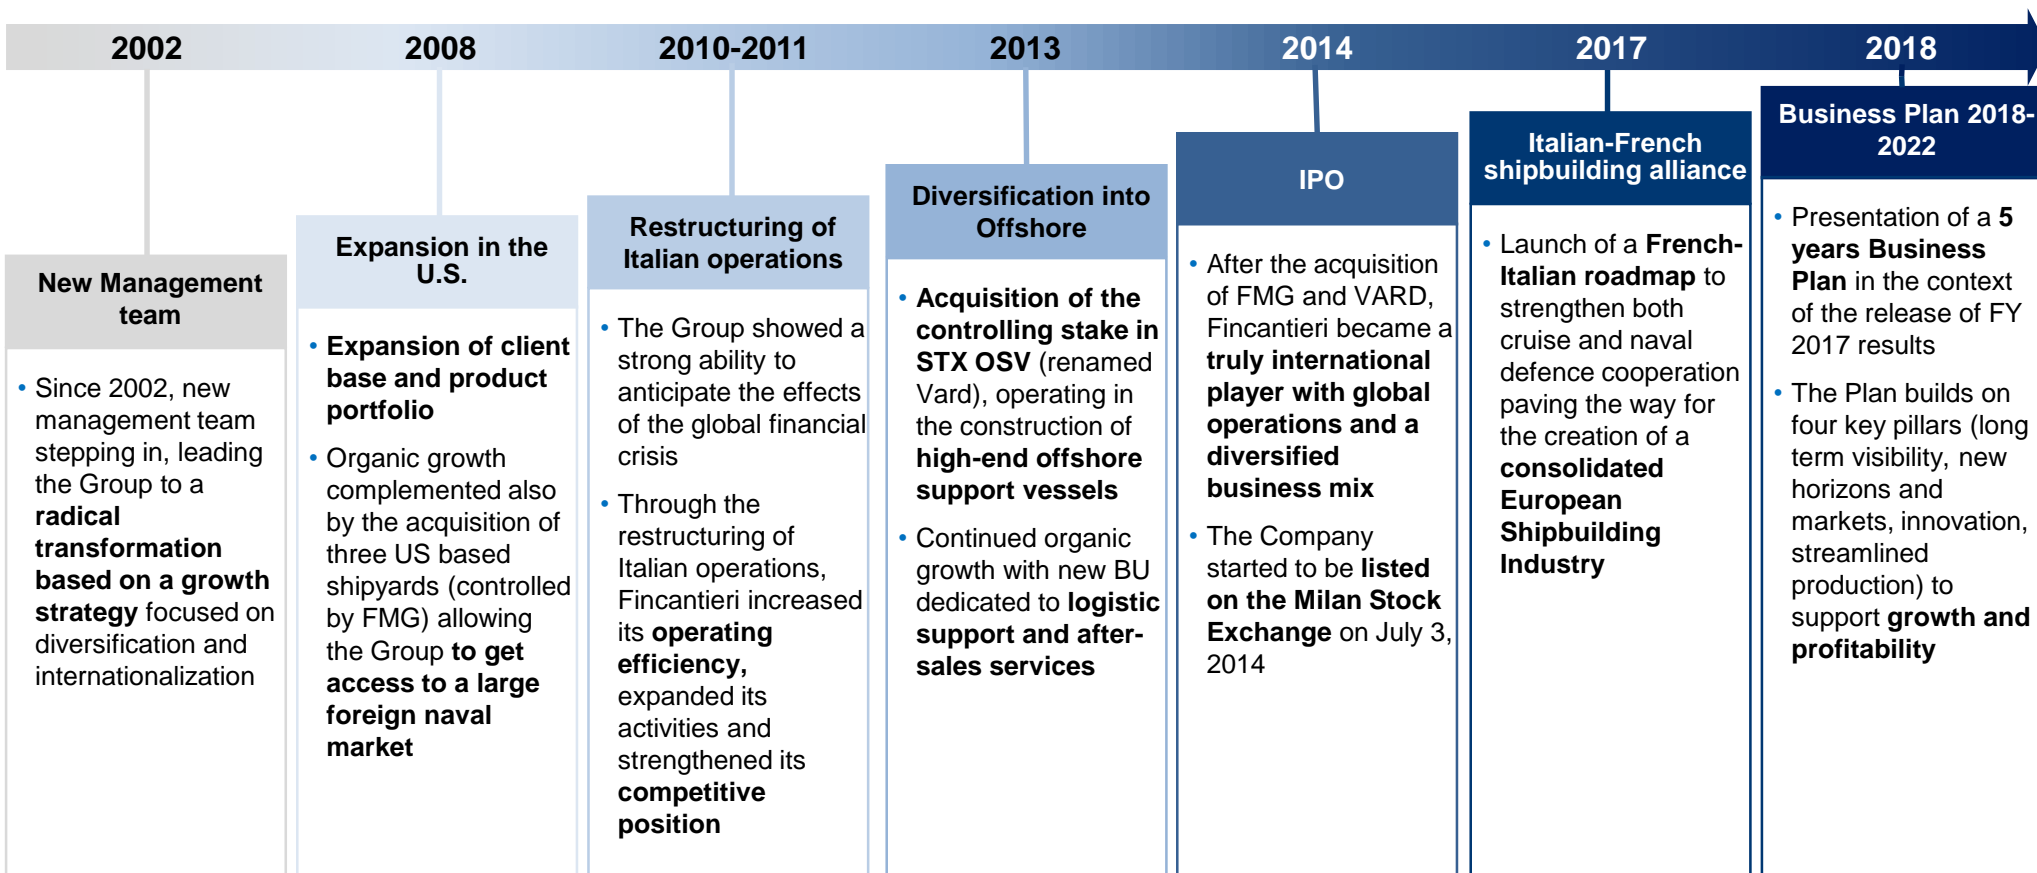 2002
2008
2010-2011
2013
2014
2017
2018
New Management
team
• Since 2002, new
management team
stepping in, leading
the Group to a
radical
transformation
based on a growth
strategy focused on
diversification and
internationalization
Expansion in the
U.S.
• Expansion of client
base and product
portfolio
• Organic growth
complemented also
by the acquisition of
three US based
shipyards (controlled
by FMG) allowing
the Group to get
access to a large
foreign naval
market
Restructuring of
Italian operations
• The Group showed a
strong ability to
anticipate the effects
of the global financial
crisis
• Through the
restructuring of
Italian operations,
Fincantieri increased
its operating
efficiency,
expanded its
activities and
strengthened its
competitive
position
Diversification into
Offshore
• Acquisition of the
controlling stake in
STX OSV (renamed
Vard), operating in
the construction of
high-end offshore
support vessels
• Continued organic
growth with new BU
dedicated to logistic
support and after-
sales services
IPO
• After the acquisition
of FMG and VARD,
Fincantieri became a
truly international
player with global
operations and a
diversified
business mix
• The Company
started to be listed
on the Milan Stock
Exchange on July 3,
2014
Italian-French
shipbuilding alliance
• Launch of a French-
Italian roadmap to
strengthen both
cruise and naval
defence cooperation
paving the way for
the creation of a
consolidated
European
Shipbuilding
Industry
Business Plan 2018-
2022
• Presentation of a 5
years Business
Plan in the context
of the release of FY
2017 results
• The Plan builds on
four key pillars (long
term visibility, new
horizons and
markets, innovation,
streamlined
production) to
support growth and
profitability